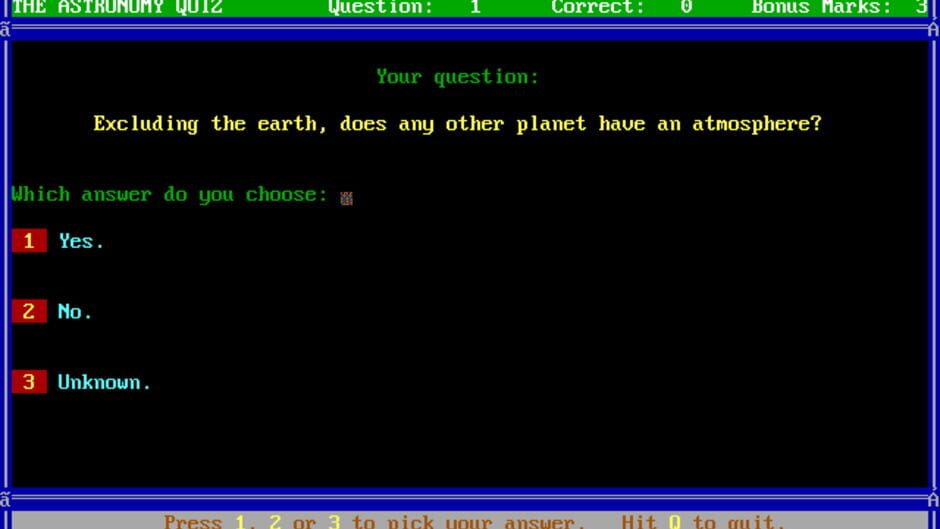 THE ASTRONOMY QUIZ Question: 1 Correct: 0 Bonus Marks: 3
Your question:
Excluding the earth, does any other planet have an atmosphere?
Which answer do you choose:
1 Yes.
2 No.
3 Unknown.
Press 1, 2 or 3 to pick your answer. Hit Q to quit.